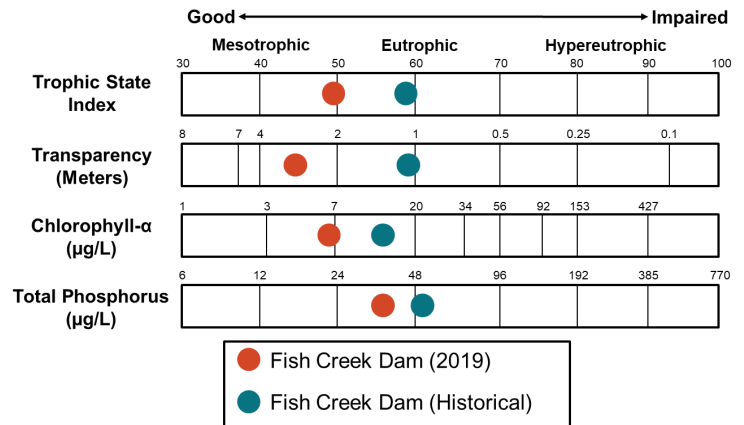 Good Impaired
Mesotrophic Eutrophic Hypereutrophic
30 40 50 60 70 80 90 100
Trophic State
Index
8 7 4 2 1 0.5 0.25 0.1
Transparency
(Meters)
1 3 7 20 34 56 92 153 427
Chlorophyll-α
(µg/L)
6 12 24 48 96 192 385 770
Total Phosphorus
(µg/L)
Fish Creek Dam (2019)
Fish Creek Dam (Historical)